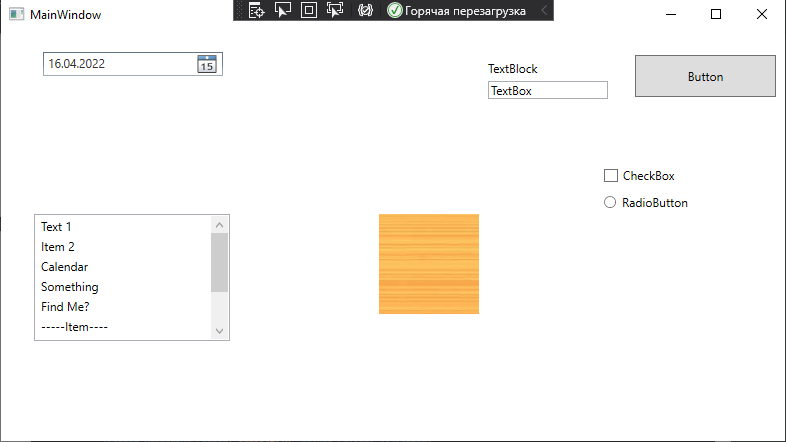 MainWindow
Горячая перезагрузка
16.04.2022
15
TextBlock
TextBox
Button
CheckBox
RadioButton
Text 1
Item 2
Calendar
Something
Find Me?
-----Item----